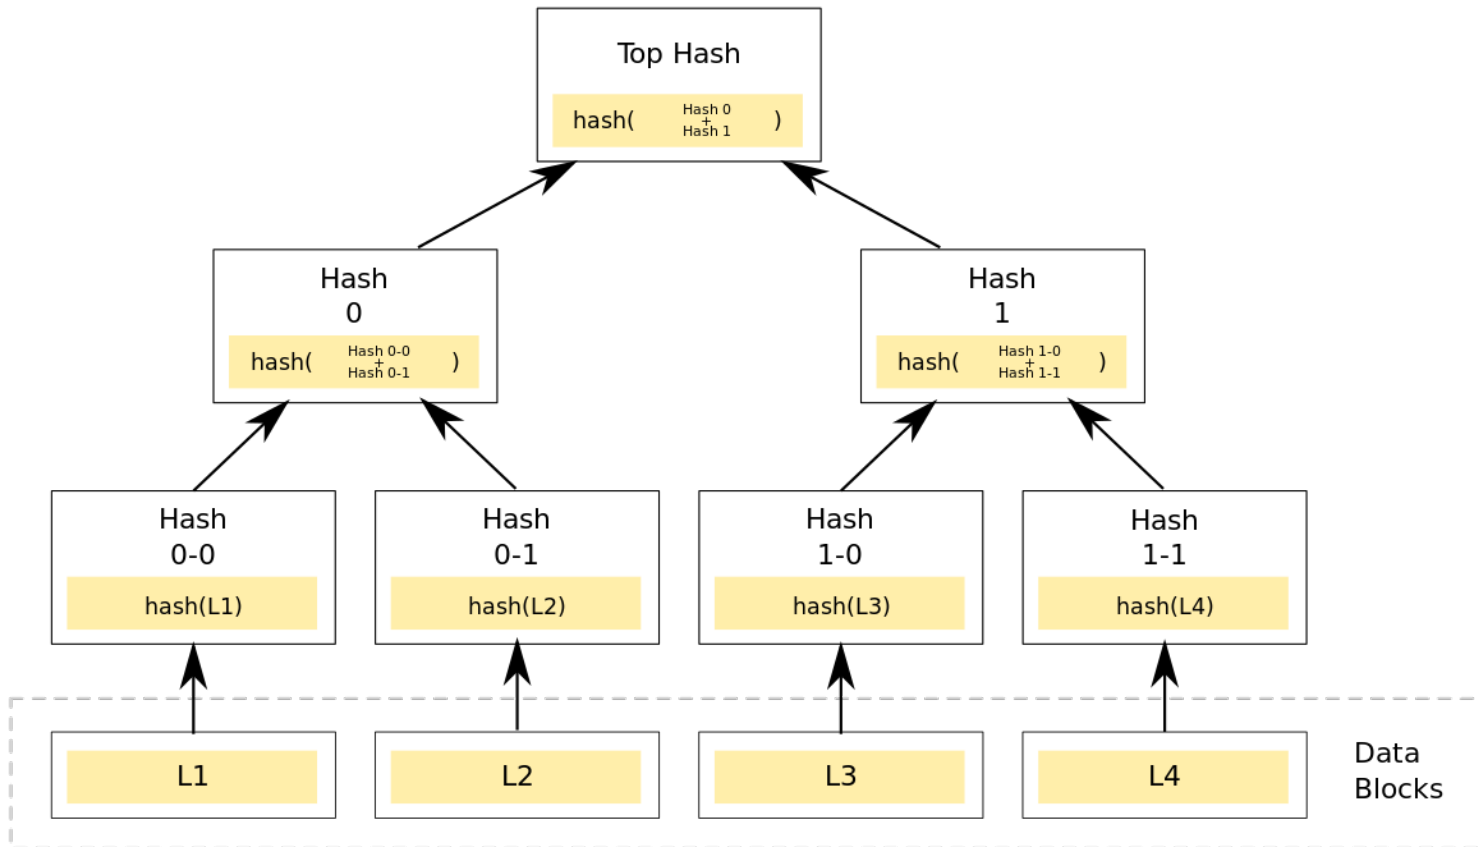 Top Hash
hash( Hash 0 + Hash 1 )
Hash
0
hash( Hash 0-0 + Hash 0-1 )
Hash
1
hash( Hash 1-0 + Hash 1-1 )
Hash
0-0
hash(L1)
Hash
0-1
hash(L2)
Hash
1-0
hash(L3)
Hash
1-1
hash(L4)
L1
L2
L3
L4
Data
Blocks